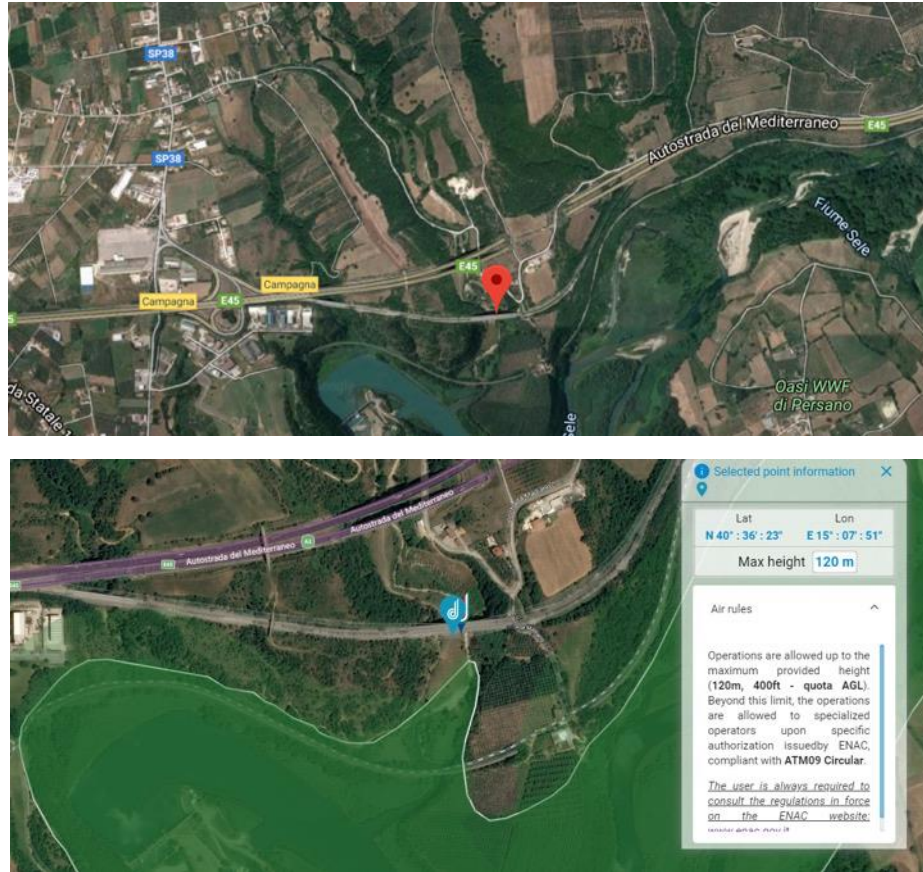 SP38
Autostrada del Mediterraneo
E45
SP38
Fiume Sele
E45
Campagna
Campagna
E45
Oasi WWF
di Persano
Sele
Selected point information
Lat Lon
N 40° : 36' : 23" E 15° : 07' : 51"
Max height 120 m
Air rules
Operations are allowed up to the
maximum provided height
(120m, 400ft - quota AGL).
Beyond this limit, the operations
are allowed to specialized
operators upon specific
authorization issuedby ENAC,
compliant with ATM09 Circular.
The user is always required to
consult the regulations in force
on the ENAC website:
Autostrada del Mediterraneo
Autostrada del Mediterraneo